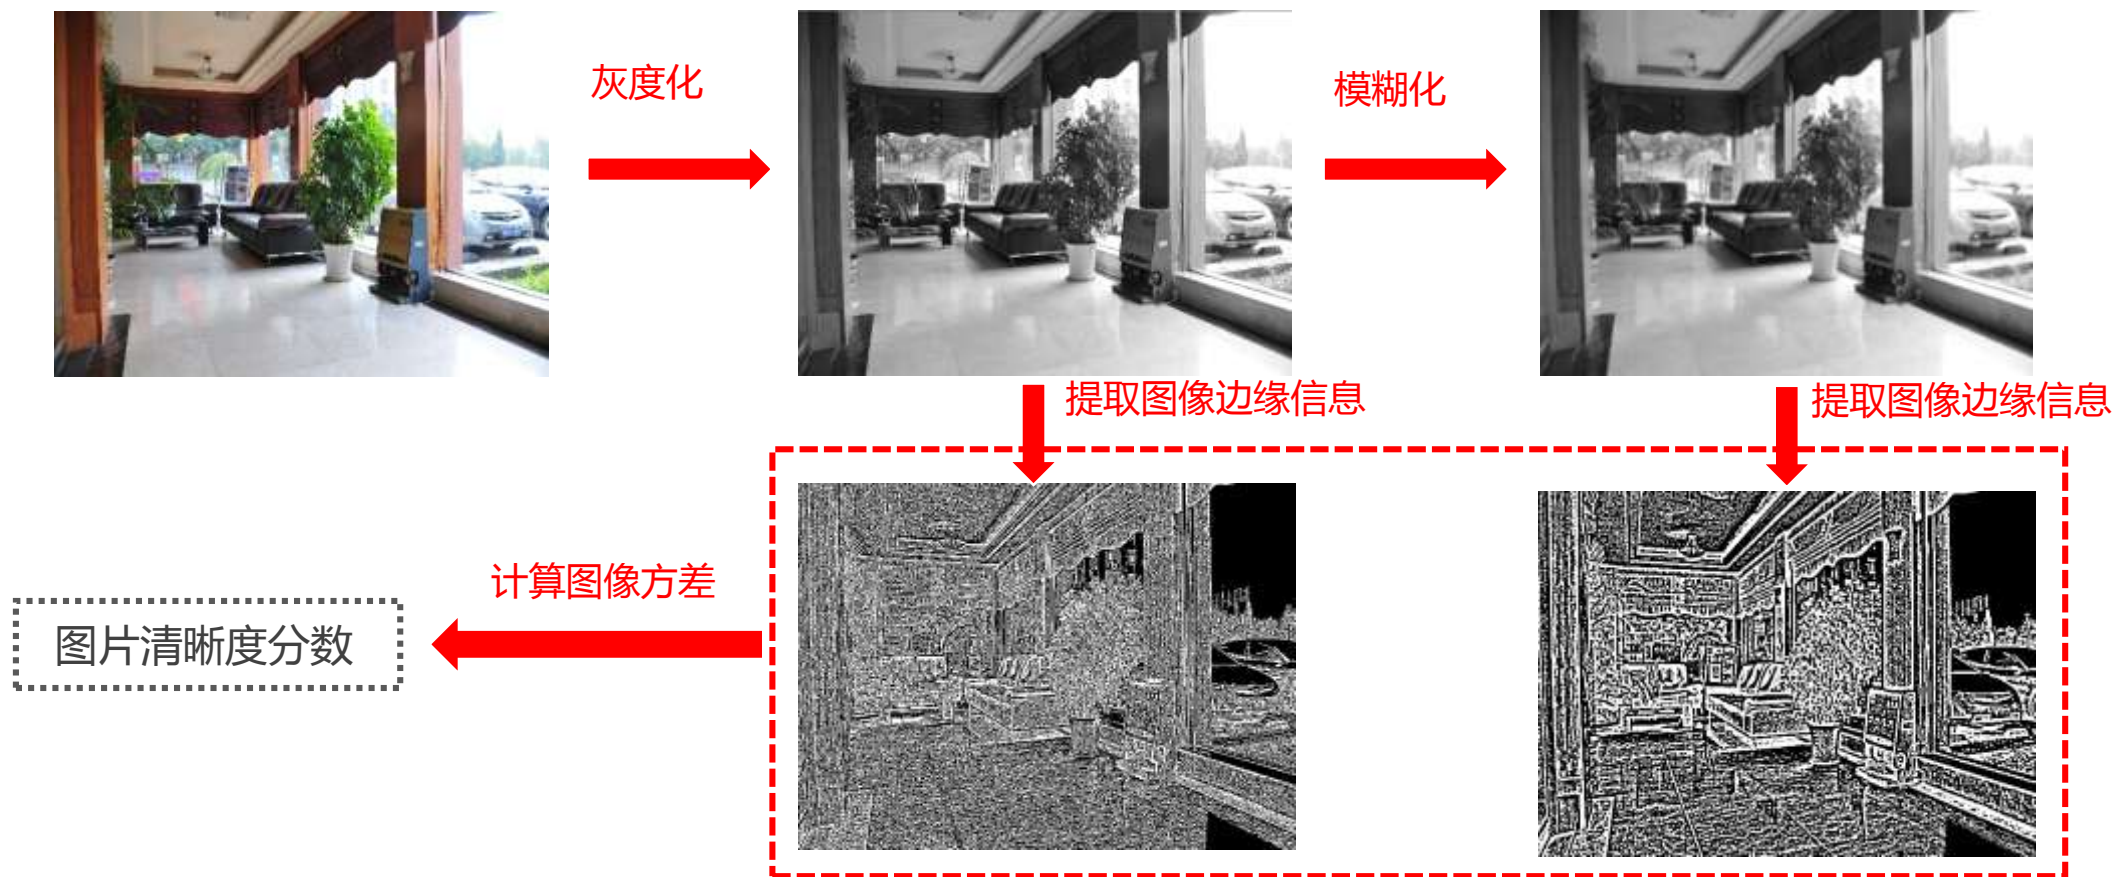 灰度化
模糊化
提取图像边缘信息
提取图像边缘信息
计算图像方差
图片清晰度分数